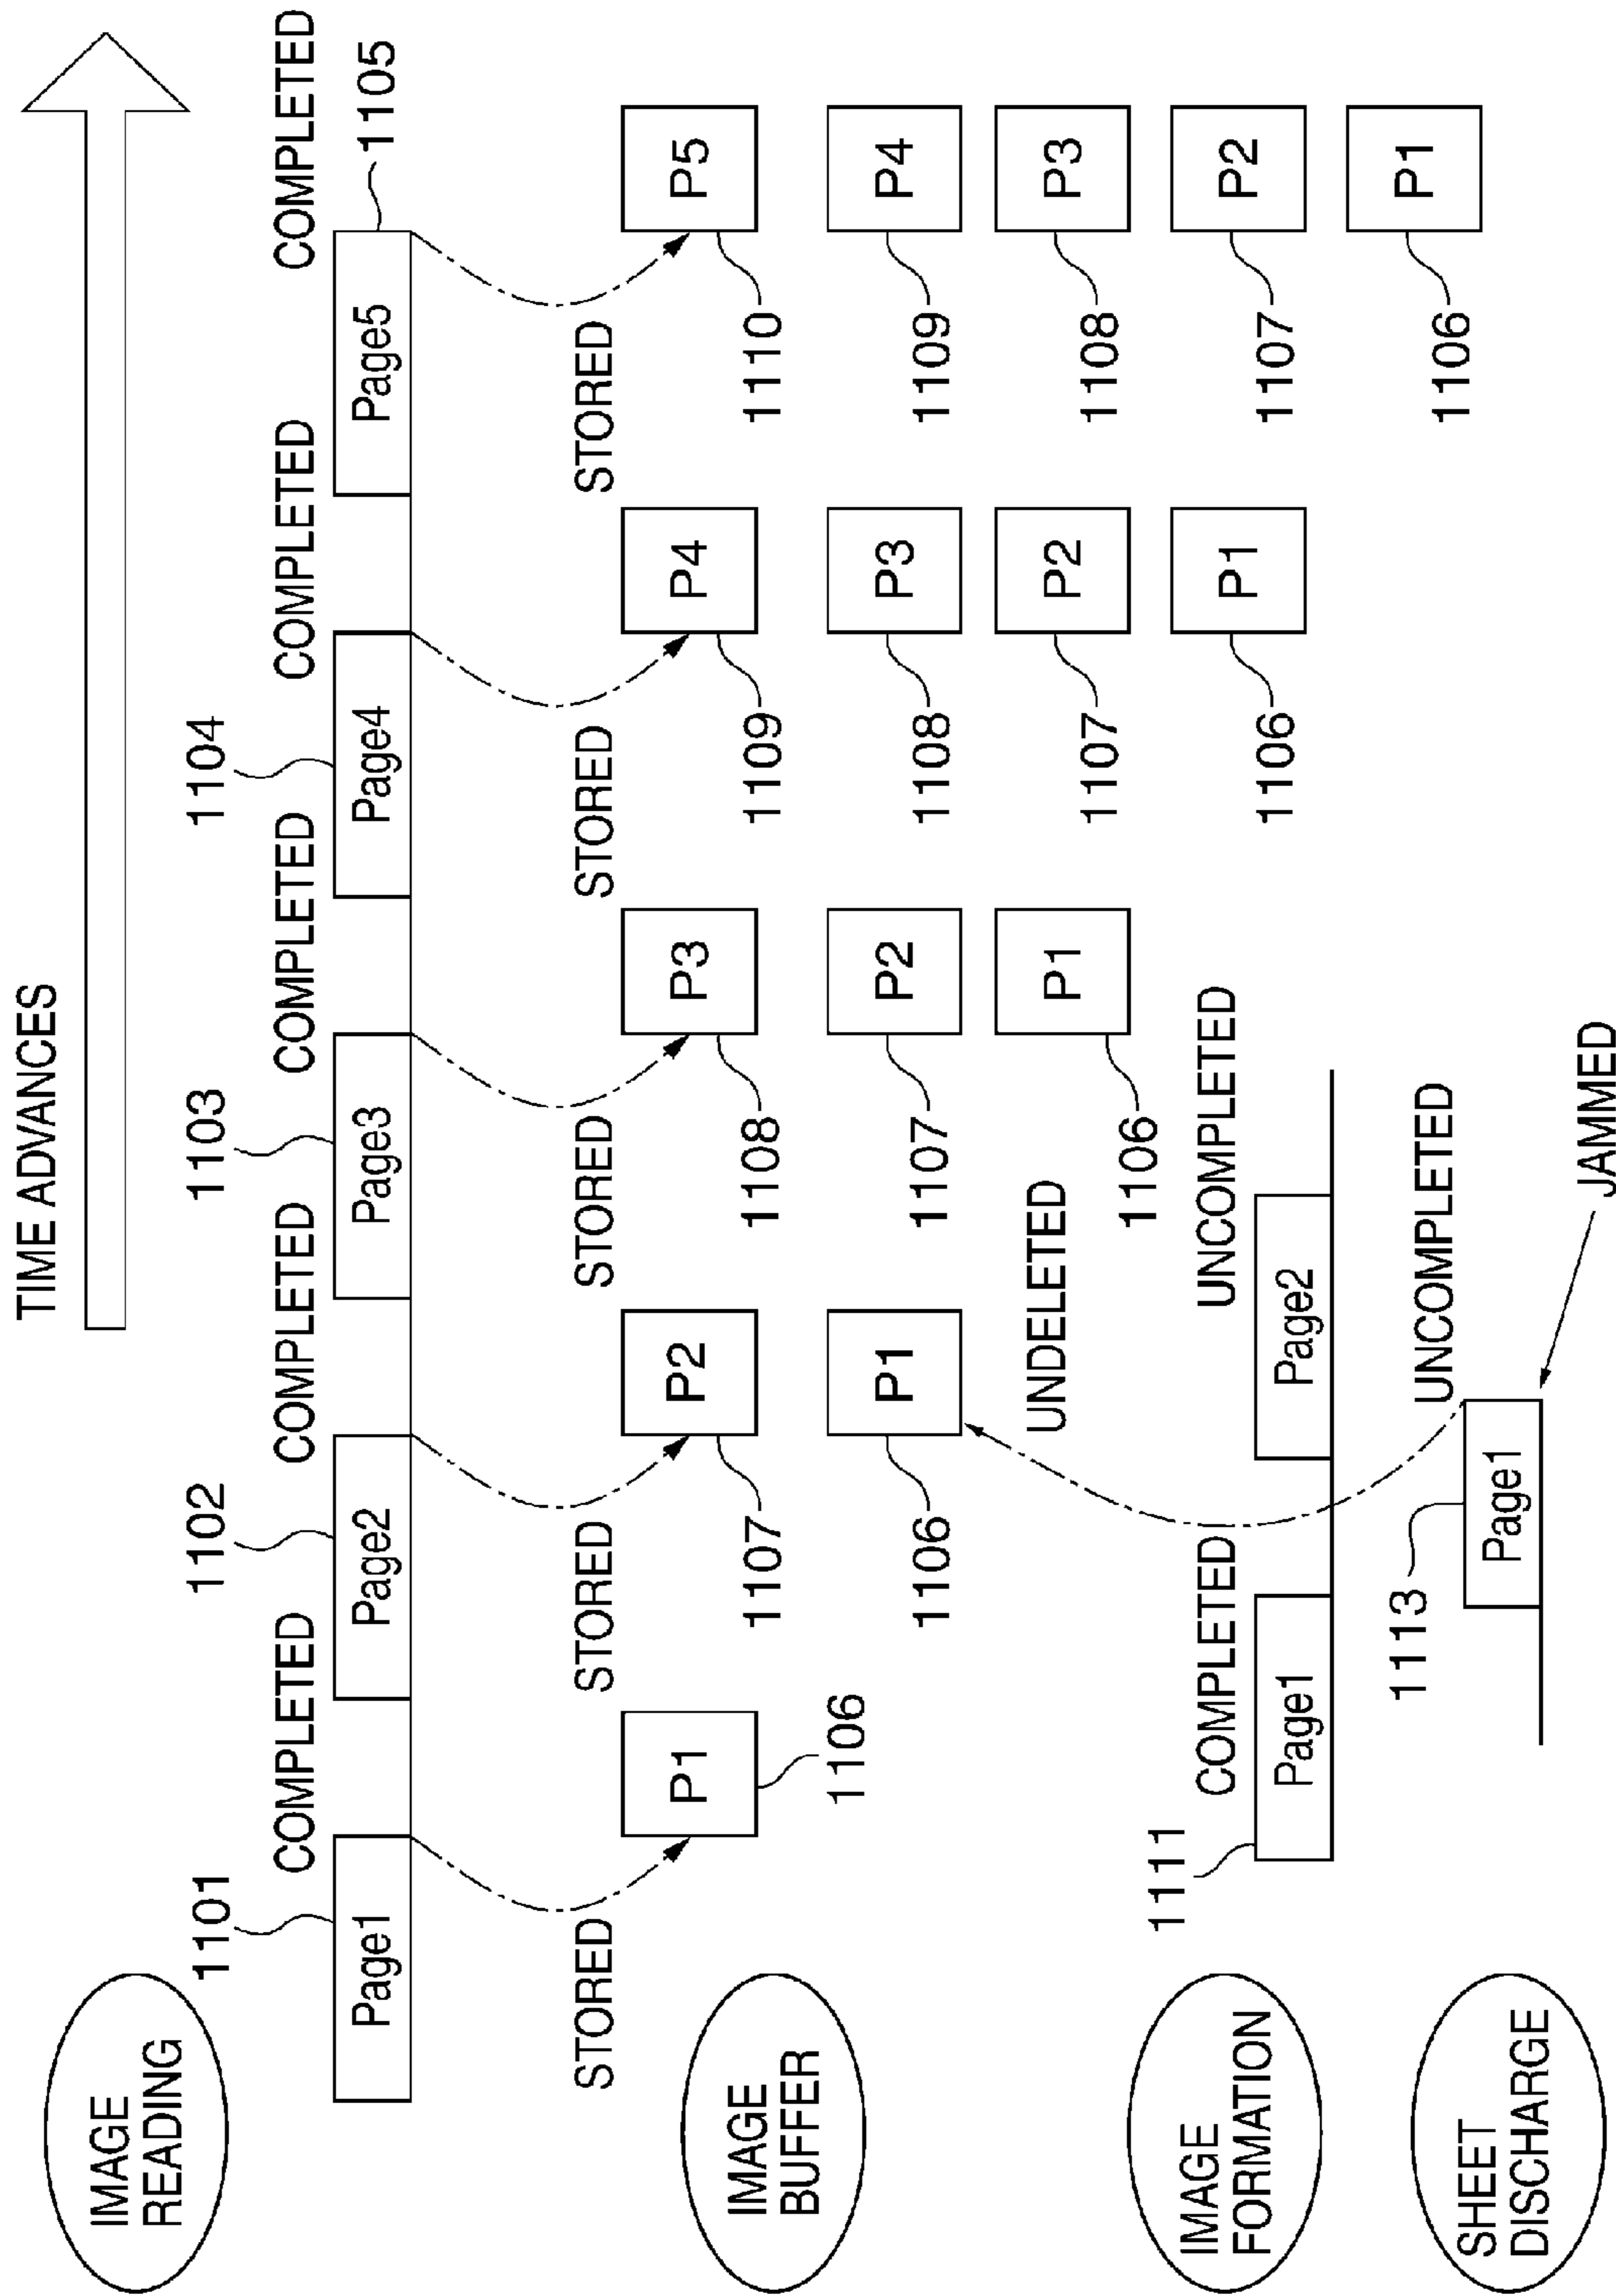 TIME ADVANCES
IMAGE
READING
1101
1102
1103
1104
1105
COMPLETED
COMPLETED
COMPLETED
COMPLETED
COMPLETED
Page1
Page2
Page3
Page4
Page5
STORED
STORED
STORED
STORED
STORED
IMAGE
BUFFER
P1
P2
P3
P4
P5
1106
1107
1108
1109
1110
P1
P2
P3
P4
1106
1107
1108
1109
UNDELETED
P1
P2
P3
1106
1107
1108
P1
P2
1106
1107
P1
1106
IMAGE
FORMATION
1111
COMPLETED
UNCOMPLETED
Page1
Page2
SHEET
DISCHARGE
1113
UNCOMPLETED
Page1
JAMMED